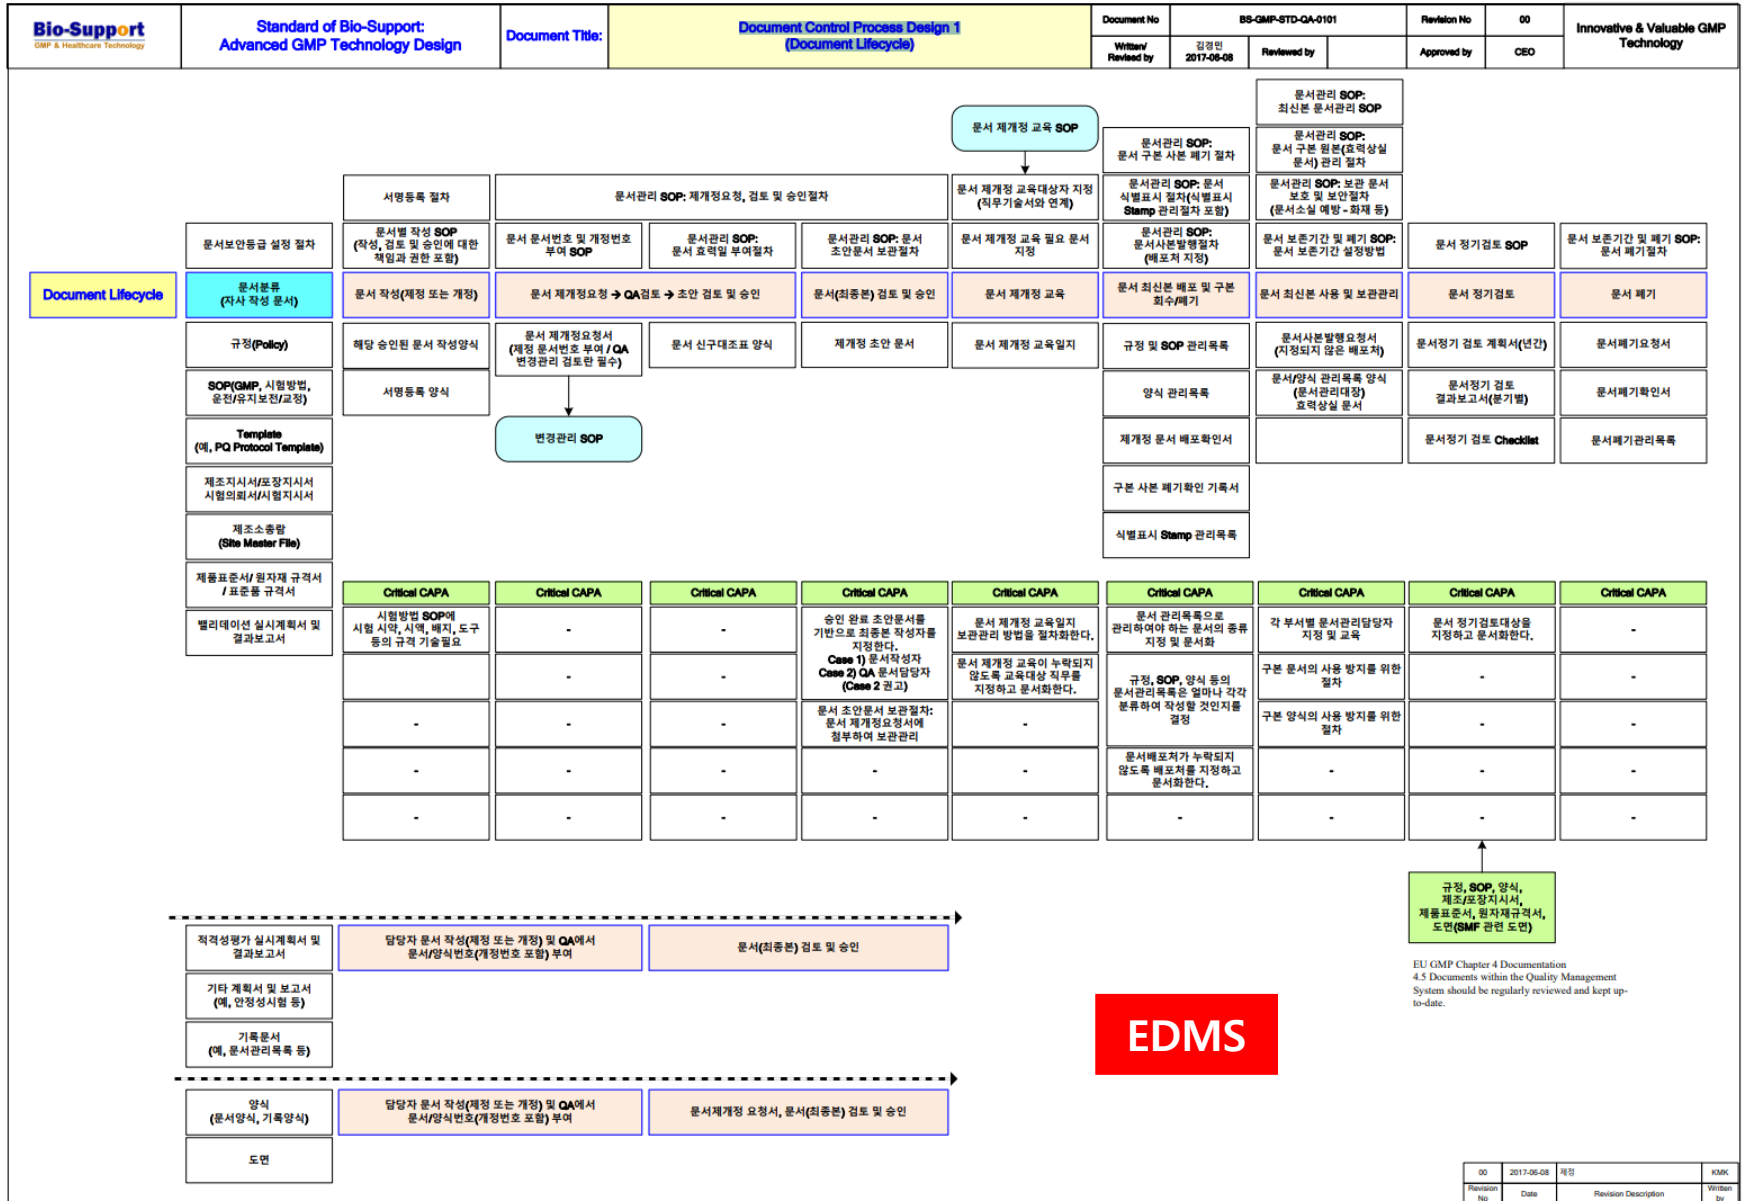 Bio-Support
GMP & Healthcare Technology
Standard of Bio-Support:
Advanced GMP Technology Design
Document Title:
Document Control Process Design 1
(Document Lifecycle)
Document No
BS-GMP-STD-QA-0101
Revision No
00
Written/
Revised by
김경민
2017-06-08
Reviewed by
Approved by
CEO
Innovative & Valuable GMP
Technology
문서관리 SOP:
최신본 문서관리 SOP
문서 제개정 교육 SOP
문서관리 SOP:
문서 구본 사본 폐기 절차
문서관리 SOP:
문서 구본 원본(효력상실
문서) 관리 절차
서명등록 절차
문서관리 SOP: 제개정요청, 검토 및 승인절차
문서 제개정 교육대상자 지정
(직무기술서와 연계)
문서관리 SOP: 문서
식별표시 절차(식별표시
Stamp 관리절차 포함)
문서관리 SOP: 보관 문서
보호 및 보안절차
(문서소실 예방 - 화재 등)
문서보안등급 설정 절차
문서별 작성 SOP
(작성, 검토 및 승인에 대한
책임과 권한 포함)
문서 문서번호 및 개정번호
부여 SOP
문서관리 SOP:
문서 효력일 부여절차
문서관리 SOP: 문서
초안문서 보관절차
문서 제개정 교육 필요 문서
지정
문서관리 SOP:
문서사본발행절차
(배포처 지정)
문서 보존기간 및 폐기 SOP:
문서 보존기간 설정방법
문서 정기검토 SOP
문서 보존기간 및 폐기 SOP:
문서 폐기절차
Document Lifecycle
문서분류
(자사 작성 문서)
문서 작성(제정 또는 개정)
문서 제개정요청 → QA검토 → 초안 검토 및 승인
문서(최종본) 검토 및 승인
문서 제개정 교육
문서 최신본 배포 및 구본
회수/폐기
문서 최신본 사용 및 보관관리
문서 정기검토
문서 폐기
규정(Policy)
해당 승인된 문서 작성양식
문서 제개정요청서
(제정 문서번호 부여 / QA
변경관리 검토란 필수)
문서 신구대조표 양식
제개정 초안 문서
문서 제개정 교육일지
규정 및 SOP 관리목록
문서사본발행요청서
(지정되지 않은 배포처)
문서정기 검토 계획서(년간)
문서폐기요청서
SOP(GMP, 시험방법,
운전/유지보전/교정)
서명등록 양식
양식 관리목록
문서/양식 관리목록 양식
(문서관리대장)
효력상실 문서
문서정기 검토
결과보고서(분기별)
문서폐기확인서
Template
(예, PQ Protocol Template)
변경관리 SOP
제개정 문서 배포확인서
문서정기 검토 Checklist
문서폐기관리목록
제조지시서/포장지시서
시험의뢰서/시험지시서
구본 사본 폐기확인 기록서
제조소총람
(Site Master File)
식별표시 Stamp 관리목록
제품표준서/ 원자재 규격서
/ 표준품 규격서
Critical CAPA
Critical CAPA
Critical CAPA
Critical CAPA
Critical CAPA
Critical CAPA
Critical CAPA
Critical CAPA
Critical CAPA
밸리데이션 실시계획서 및
결과보고서
시험방법 SOP에
시험 시약, 시액, 배지, 도구
등의 규격 기술필요
-
-
승인 완료 초안문서를
기반으로 최종본 작성자를
지정한다.
Case 1) 문서작성자
Case 2) QA 문서담당자
(Case 2 권고)
문서 제개정 교육일지
보관관리 방법을 절차화한다.
문서 관리목록으로
관리하여야 하는 문서의 종류
지정 및 문서화
각 부서별 문서관리담당자
지정 및 교육
문서 정기검토대상을
지정하고 문서화한다.
-
-
-
-
문서 제개정 교육이 누락되지
않도록 교육대상 직무를
지정하고 문서화한다.
규정, SOP, 양식 등의
문서관리목록은 얼마나 각각
분류하여 작성할 것인지를
결정
구본 문서의 사용 방지를 위한
절차
-
-
-
-
-
문서 초안문서 보관절차:
문서 제개정요청서에
첨부하여 보관관리
-
구본 양식의 사용 방지를 위한
절차
-
-
-
-
-
-
-
문서배포처가 누락되지
않도록 배포처를 지정하고
문서화한다.
-
-
-
-
-
-
-
-
-
-
-
-
규정, SOP, 양식,
제조/포장지시서,
제품표준서, 원자재규격서,
도면(SMF 관련 도면)
적격성평가 실시계획서 및
결과보고서
담당자 문서 작성(제정 또는 개정) 및 QA에서
문서/양식번호(개정번호 포함) 부여
문서(최종본) 검토 및 승인
EU GMP Chapter 4 Documentation
4.5 Documents within the Quality Management
System should be regularly reviewed and kept up-
to-date.
기타 계획서 및 보고서
(예, 안정성시험 등)
EDMS
기록문서
(예, 문서관리목록 등)
양식
(문서양식, 기록양식)
담당자 문서 작성(제정 또는 개정) 및 QA에서
문서/양식번호(개정번호 포함) 부여
문서제개정 요청서, 문서(최종본) 검토 및 승인
도면
00
2017-06-08
제정
KMK
Revision
No
Date
Revision Description
Written
by